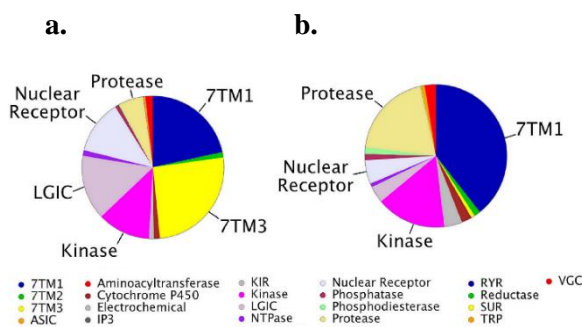 a. b.
Protease
7TM1
Nuclear
Receptor
LGIC
Kinase
7TM3
Protease
7TM1
Nuclear
Receptor
Kinase
7TM1 Aminoacyltransferase KIR Nuclear Receptor RYR VGC
7TM2 Cytochrome P450 Kinase Phosphatase Reductase
7TM3 Electrochemical LGIC Phosphodiesterase SUR
ASIC IP3 NTPase Protease TRP